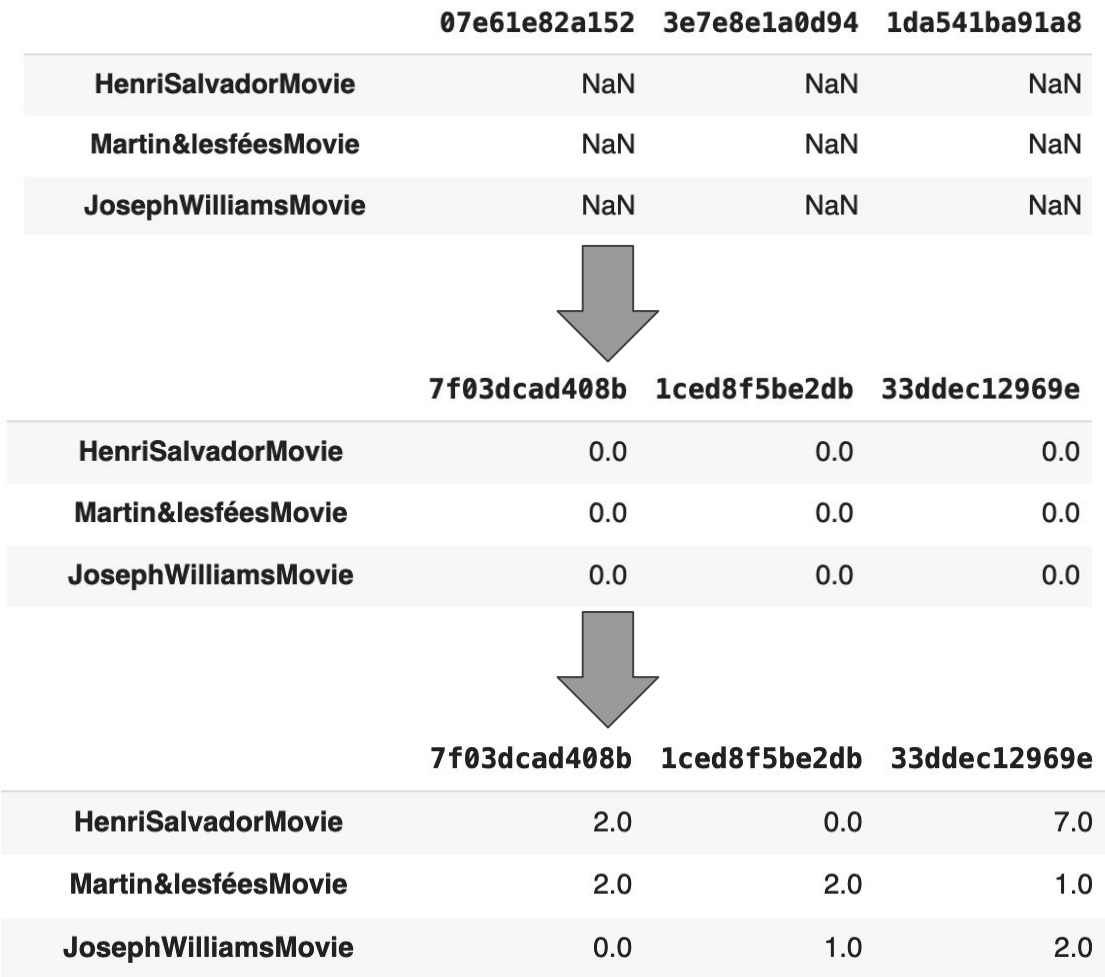 07e61e82a152 3e7e8e1a0d94 1da541ba91a8
HenriSalvadorMovie NaN NaN NaN
Martin&lesféesMovie NaN NaN NaN
JosephWilliamsMovie NaN NaN NaN
7f03dcad408b 1ced8f5be2db 33ddec12969e
HenriSalvadorMovie 0.0 0.0 0.0
Martin&lesféesMovie 0.0 0.0 0.0
JosephWilliamsMovie 0.0 0.0 0.0
7f03dcad408b 1ced8f5be2db 33ddec12969e
HenriSalvadorMovie 2.0 0.0 7.0
Martin&lesféesMovie 2.0 2.0 1.0
JosephWilliamsMovie 0.0 1.0 2.0